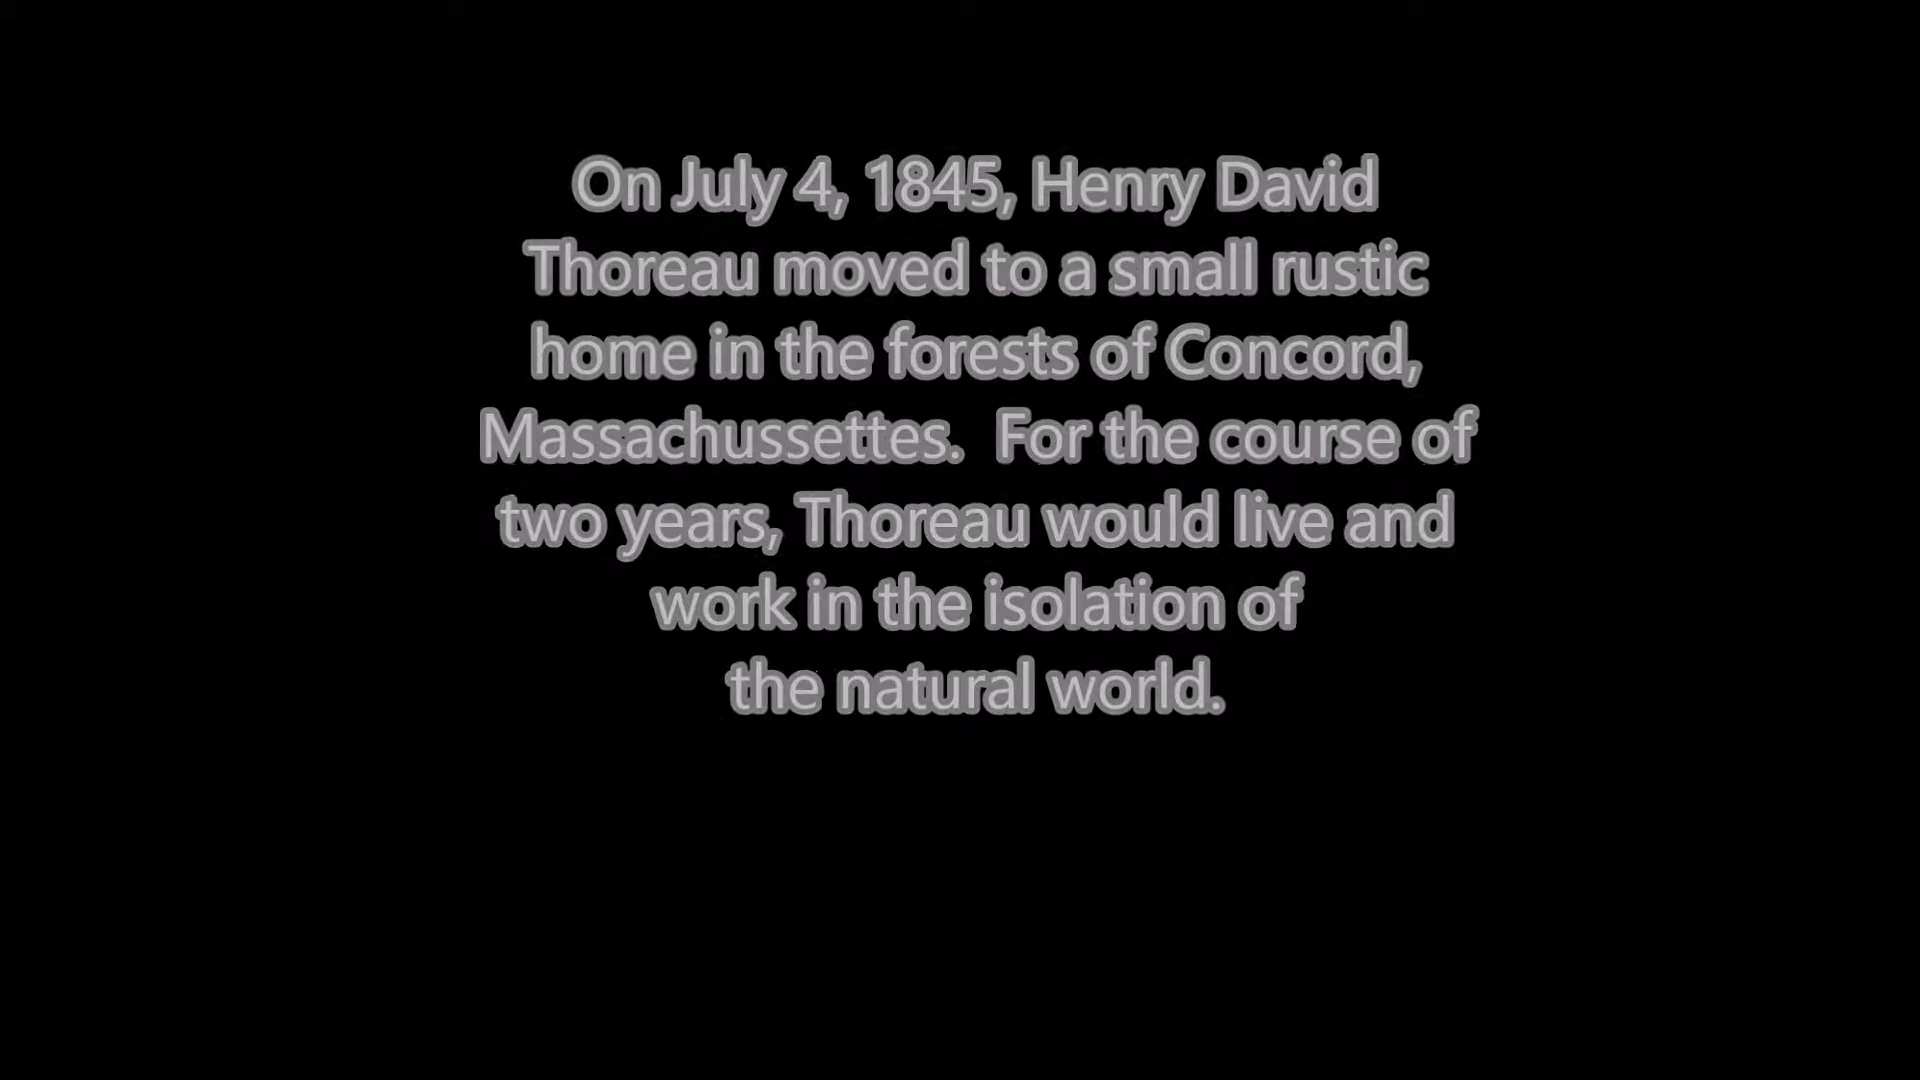 On July 4, 1845, Henry David
Thoreau moved to a small rustic
home in the forests of Concord,
Massachussettes.  For the course of
two years, Thoreau would live and
work in the isolation of
the natural world.